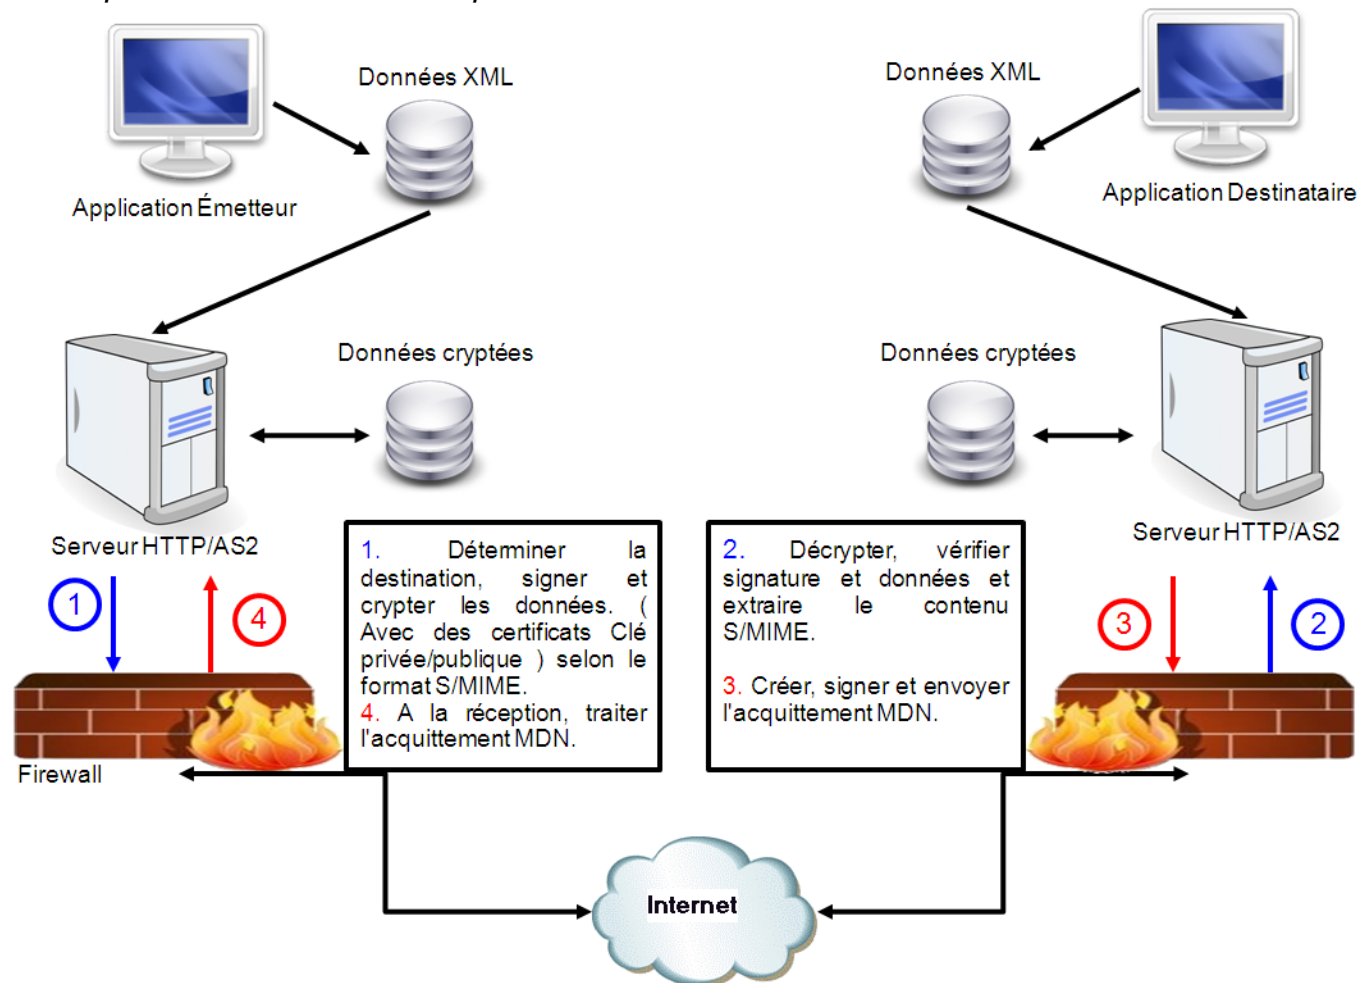 Données XML
Données XML
Application Émetteur
Application Destinataire
Données cryptées
Données cryptées
Serveur HTTP/AS2
Serveur HTTP/AS2
1
4
1. Déterminer la
destination, signer et
crypter les données. (
Avec des certificats Clé
privée/publique ) selon le
format S/MIME.
4. A la réception, traiter
l'acquittement MDN.
2. Décrypter, vérifier
signature et données et
extraire le contenu
S/MIME.
3. Créer, signer et envoyer
l'acquittement MDN.
3
2
Firewall
Internet